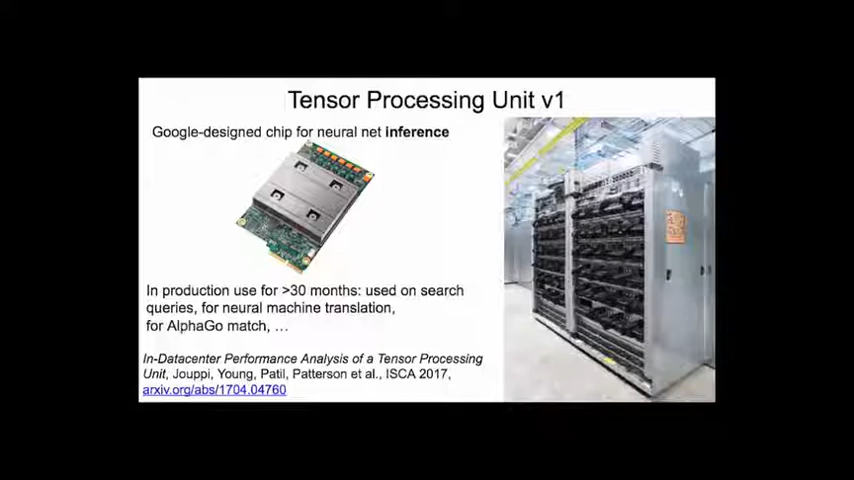 Tensor Processing Unit v1
Google-designed chip for neural net inference
In production use for >30 months: used on search
queries, for neural machine translation,
for AlphaGo match, …
In-Datacenter Performance Analysis of a Tensor Processing
Unit, Jouppi, Young, Patil, Patterson et al., ISCA 2017,
arxiv.org/abs/1704.04760